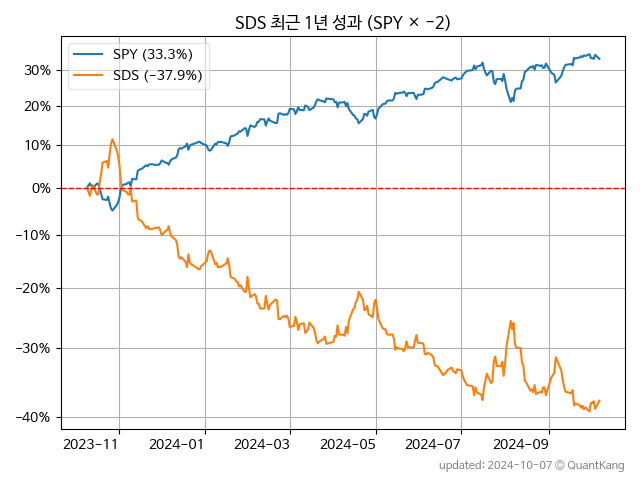 SDS 최근 1년 성과 (SPY × -2)
SPY (33.3%)
SDS (-37.9%)
30%
20%
10%
0%
-10%
-20%
-30%
-40%
2023-11 2024-01 2024-03 2024-05 2024-07 2024-09
updated: 2024-10-07 © QuantKang